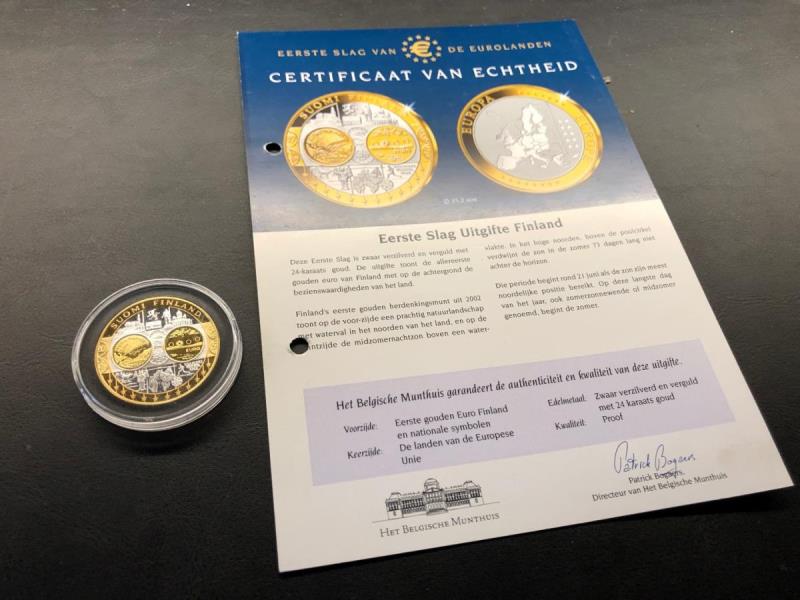 EERSTE SLAG VAN € DE EUROLANDEN
CERTIFICAAT VAN ECHTHEID
SUOMI FINLAND
EUROPA
Eerste Slag Uitgifte Finland
Deze Eerste Slag is zwaar verzilverd en verguld met
24-karaats goud. De uitgifte toont de allereerste
gouden euro van Finland met op de achtergrond de
bezienswaardigheden van het land.
Finland's eerste gouden herdenkingsmunt uit 2002
toont op de voor-zijde een prachtig natuurlandschap
met waterval in het noorden van het land, en op de
de midzomernachtzon boven een water-
vlakte. In het hoge noorden, boven de poolcirkel
verdwijnt de zon in de zomer 73 dagen lang niet
achter de horizon.
De periode begint rond 21 juni als de zon zijn meest
noordelijke positie bereikt. Op deze langste dag
van het jaar, ook zomerzonnewende of midzomer
genoemd, begint de zomer.
Het Belgische Munthuis garandeert de authenticiteit en kwaliteit van deze uitgifte.
Voorzijde: Eerste gouden Euro Finland
en nationale symbolen
Keerzijde: De landen van de Europese
Unie
Edelmetaal: Zwaar verzilverd en verguld
met 24 karaats goud
Kwaliteit: Proof
Patrick Bogaers
Patrick Bogaers,
Directeur van Het Belgische Munthuis
HET BELGISCHE MUNTHUIS
SUOMI FINLAND